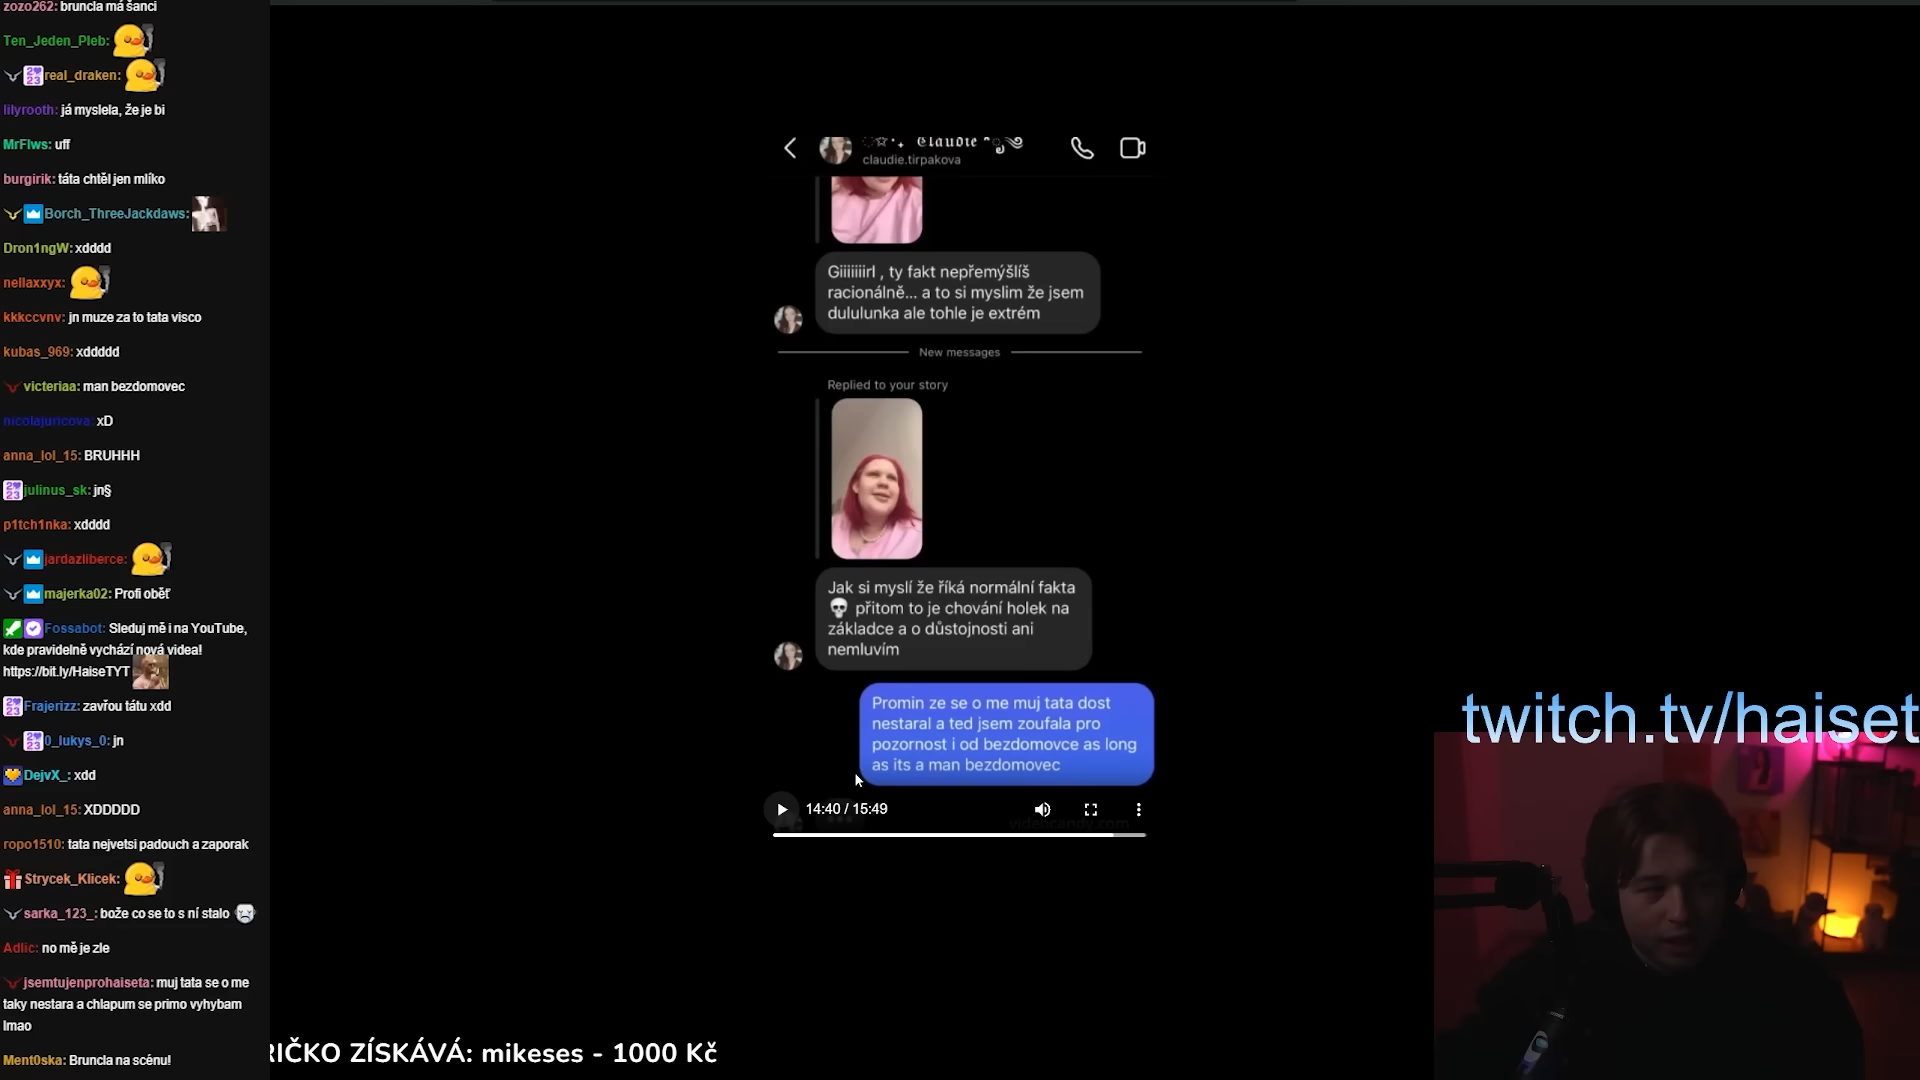 zozo262: bruncla má šanci
Ten_Jeden_Pleb:
real_draken:
lilyrooth: já myslela, že je bi
MrFlws: uff
burgirik: táta chtěl jen mlíko
Borch_ThreeJackdaws:
Dron1ngW: xdddd
nellaxxyx:
kkkccvnv: jn muze za to tata visco
kubas_969: xddddd
victeriaa: man bezdomovec
nicolajuricova: xD
anna_lol_15: BRUHHH
julinus_sk: jn§
p1tch1nka: xdddd
jardazliberce:
majerka02: Profi oběť
Fossabot: Sleduj mě i na YouTube,
kde pravidelně vychází nová videa!
https://bit.ly/HaiseTYT
Frajerizz: zavřou tátu xdd
0_lukys_0: jn
DejvX_: xdd
anna_lol_15: XDDDDD
ropo1510: tata nejvetsi padouch a zaporak
Strycek_Klicek:
sarka_123_: bože co se to s ní stalo
Adlic: no mě je zle
jsemtujenprohaiseta: muj tata se o me
taky nestara a chlapum se primo vyhybam
lmao
Ment0ska: Bruncla na scénu!
𝕮𝖑𝖆𝖚𝖉𝖎𝖊
claudie.tirpakova
Giiiiiiirl , ty fakt nepřemýšlíš
racionálně... a to si myslim že jsem
dululunka ale tohle je extrém
New messages
Replied to your story
Jak si myslí že říká normální fakta
💀 přitom to je chování holek na
základce a o důstojnosti ani
nemluvím
Promin ze se o me muj tata dost
nestaral a ted jsem zoufala pro
pozornost i od bezdomovce as long
as its a man bezdomovec
14:40 / 15:49
twitch.tv/haiset
RIČKO ZÍSKÁVÁ: mikeses - 1000 Kč